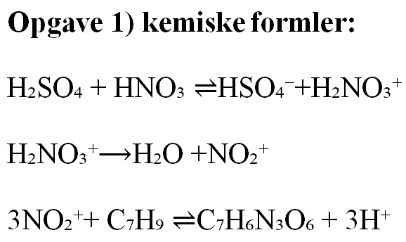 Opgave 1) kemiske formler:
H₂SO₄ + HNO₃ ⇌HSO₄⁻+H₂NO₃⁺
H₂NO₃⁺⟶H₂O +NO₂⁺
3NO₂⁺+ C₇H₉ ⇌C₇H₆N₃O₆ + 3H⁺